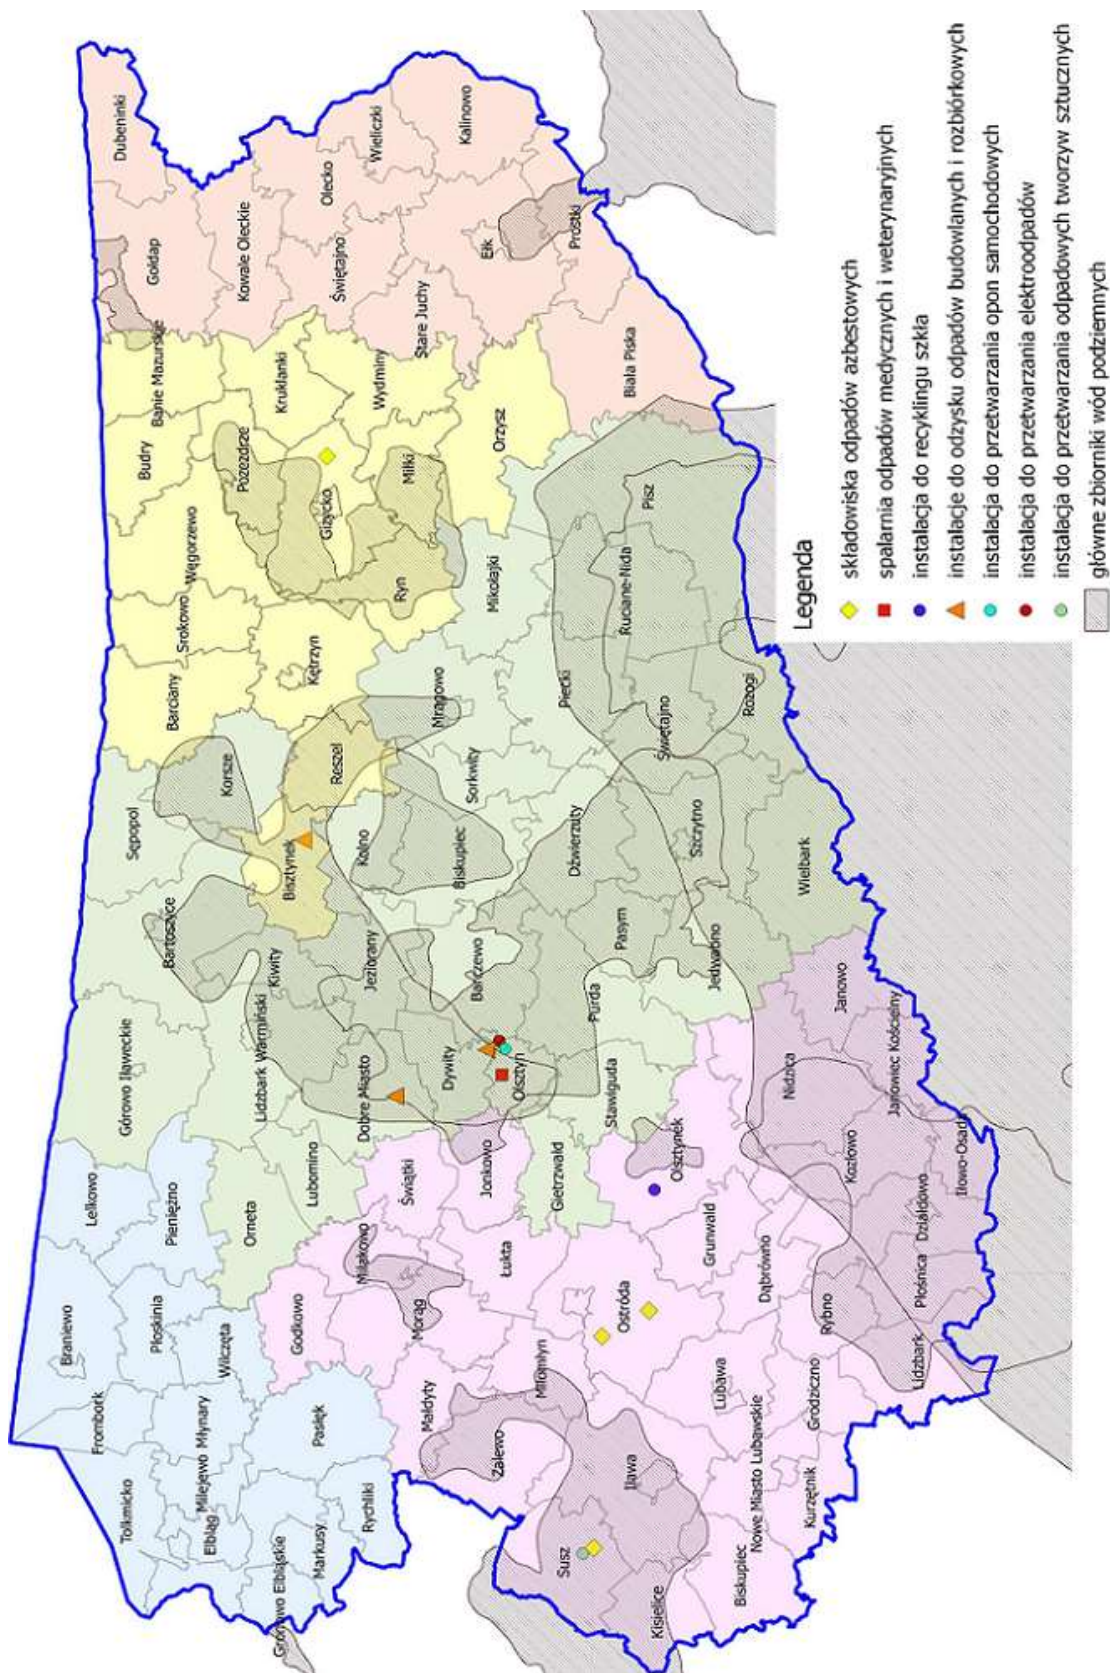 Tolkmicko
Frombork
Braniewo
Lelkowo
Górowo Iławeckie
Sępopol
Barciany
Srokowo
Węgorzewo
Budry
Banie Mazurskie
Gołdap
Dubeninki
Elbląg
Milejewo
Młynary
Płoskinia
Pieniężno
Bartoszyce
Korsze
Kętrzyn
Pozezdrze
Kruklanki
Kowale Oleckie
Gronowo Elbląskie
Markusy
Pasłęk
Wilczęta
Orneta
Lidzbark Warmiński
Kiwity
Bisztynek
Reszel
Giżycko
Wydminy
Świętajno
Olecko
Wieliczki
Rychliki
Godkowo
Lubomino
Dobre Miasto
Jeziorany
Kolno
Mrągowo
Ryn
Miłki
Stare Juchy
Kalinowo
Małdyty
Morąg
Miłakowo
Świątki
Dywity
Barczewo
Biskupiec
Sorkwity
Mikołajki
Orzysz
Ełk
Zalewo
Miłomłyn
Łukta
Jonkowo
Olsztyn
Purda
Dźwierzuty
Piecki
Prostki
Susz
Iława
Ostróda
Gietrzwałd
Stawiguda
Pasym
Szczytno
Świętajno
Ruciane-Nida
Pisz
Biała Piska
Kisielice
Olsztynek
Jedwabno
Rozogi
Biskupiec
Nowe Miasto Lubawskie
Lubawa
Grunwald
Wielbark
Kurzętnik
Grodziczno
Dąbrówno
Nidzica
Janowo
Rybno
Kozłowo
Janowiec Kościelny
Lidzbark
Płośnica
Działdowo
Iłowo-Osada
Legenda
składowiska odpadów azbestowych
spalarnia odpadów medycznych i weterynaryjnych
instalacja do recyklingu szkła
instalacje do odzysku odpadów budowlanych i rozbiórkowych
instalacja do przetwarzania opon samochodowych
instalacja do przetwarzania elektroodpadów
instalacja do przetwarzania odpadowych tworzyw sztucznych
główne zbiorniki wód podziemnych